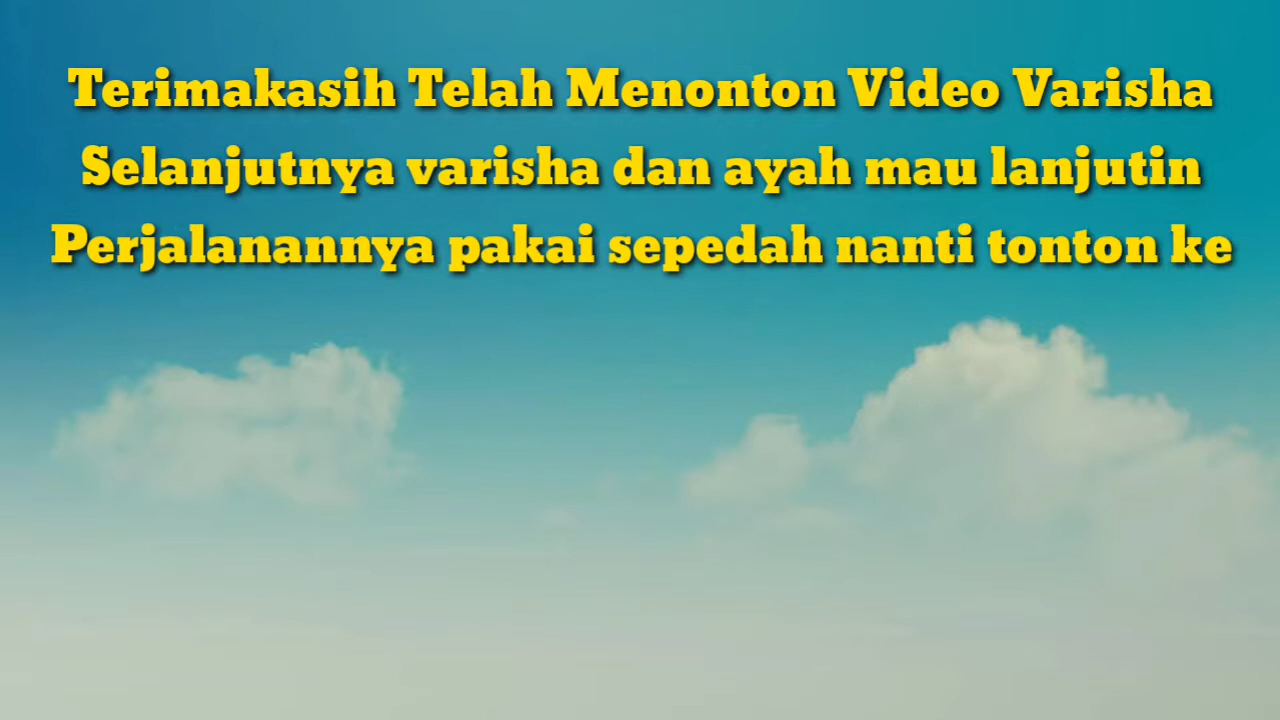 Terimakasih Telah Menonton Video Varisha
Selanjutnya varisha dan ayah mau lanjutin
Perjalanannya pakai sepedah nanti tonton ke